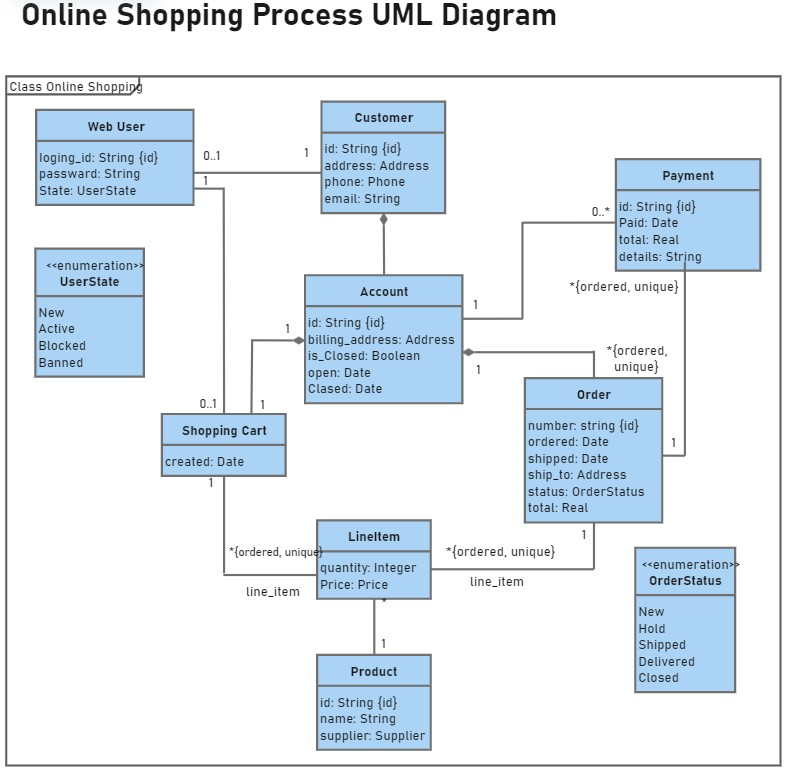 Online Shopping Process UML Diagram
Class Online Shopping
Web User
loging_id: String {id}
passward: String
State: UserState
0..1
1
1
Customer
id: String {id}
address: Address
phone: Phone
email: String
Payment
id: String {id}
Paid: Date
total: Real
details: String
0..*
*{ordered, unique}
<<enumeration>>
UserState
New
Active
Blocked
Banned
Account
id: String {id}
billing_address: Address
is_Closed: Boolean
open: Date
Clased: Date
1
1
1
*{ordered,
unique}
0..1
1
Shopping Cart
created: Date
1
Order
number: string {id}
ordered: Date
shipped: Date
ship_to: Address
status: OrderStatus
total: Real
1
1
*{ordered, unique}
line_item
LineItem
quantity: Integer
Price: Price
*{ordered, unique}
line_item
*
1
<<enumeration>>
OrderStatus
New
Hold
Shipped
Delivered
Closed
Product
id: String {id}
name: String
supplier: Supplier